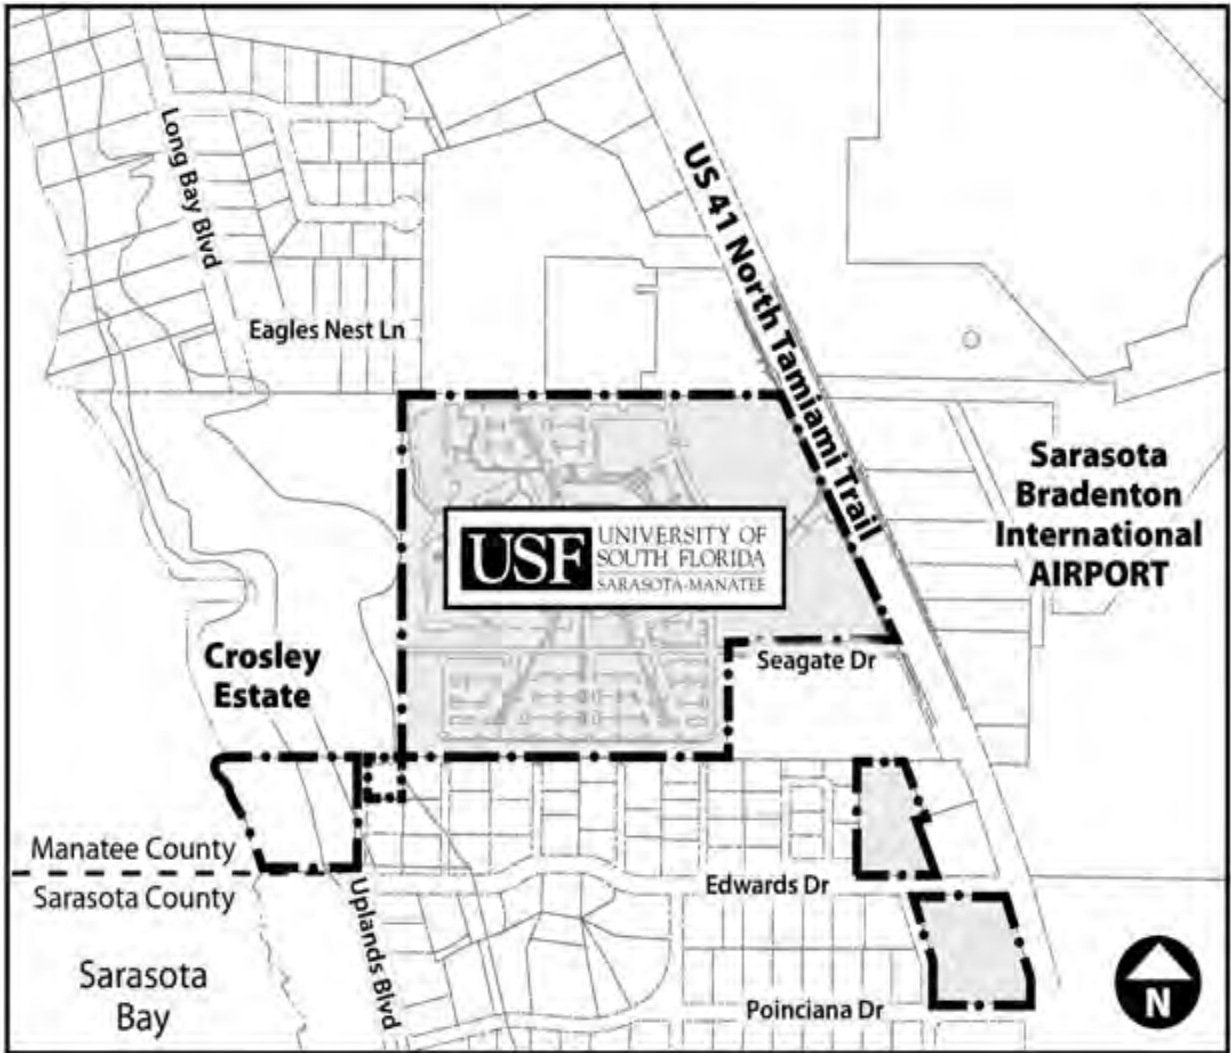 Long Bay Blvd
US 41 North Tamiami Trail
Eagles Nest Ln
Sarasota
Bradenton
International
AIRPORT
USF
UNIVERSITY OF
SOUTH FLORIDA
SARASOTA-MANATEE
Crosley
Estate
Seagate Dr
Manatee County
Sarasota County
Edwards Dr
Uplands Blvd
Sarasota
Bay
Poinciana Dr
N